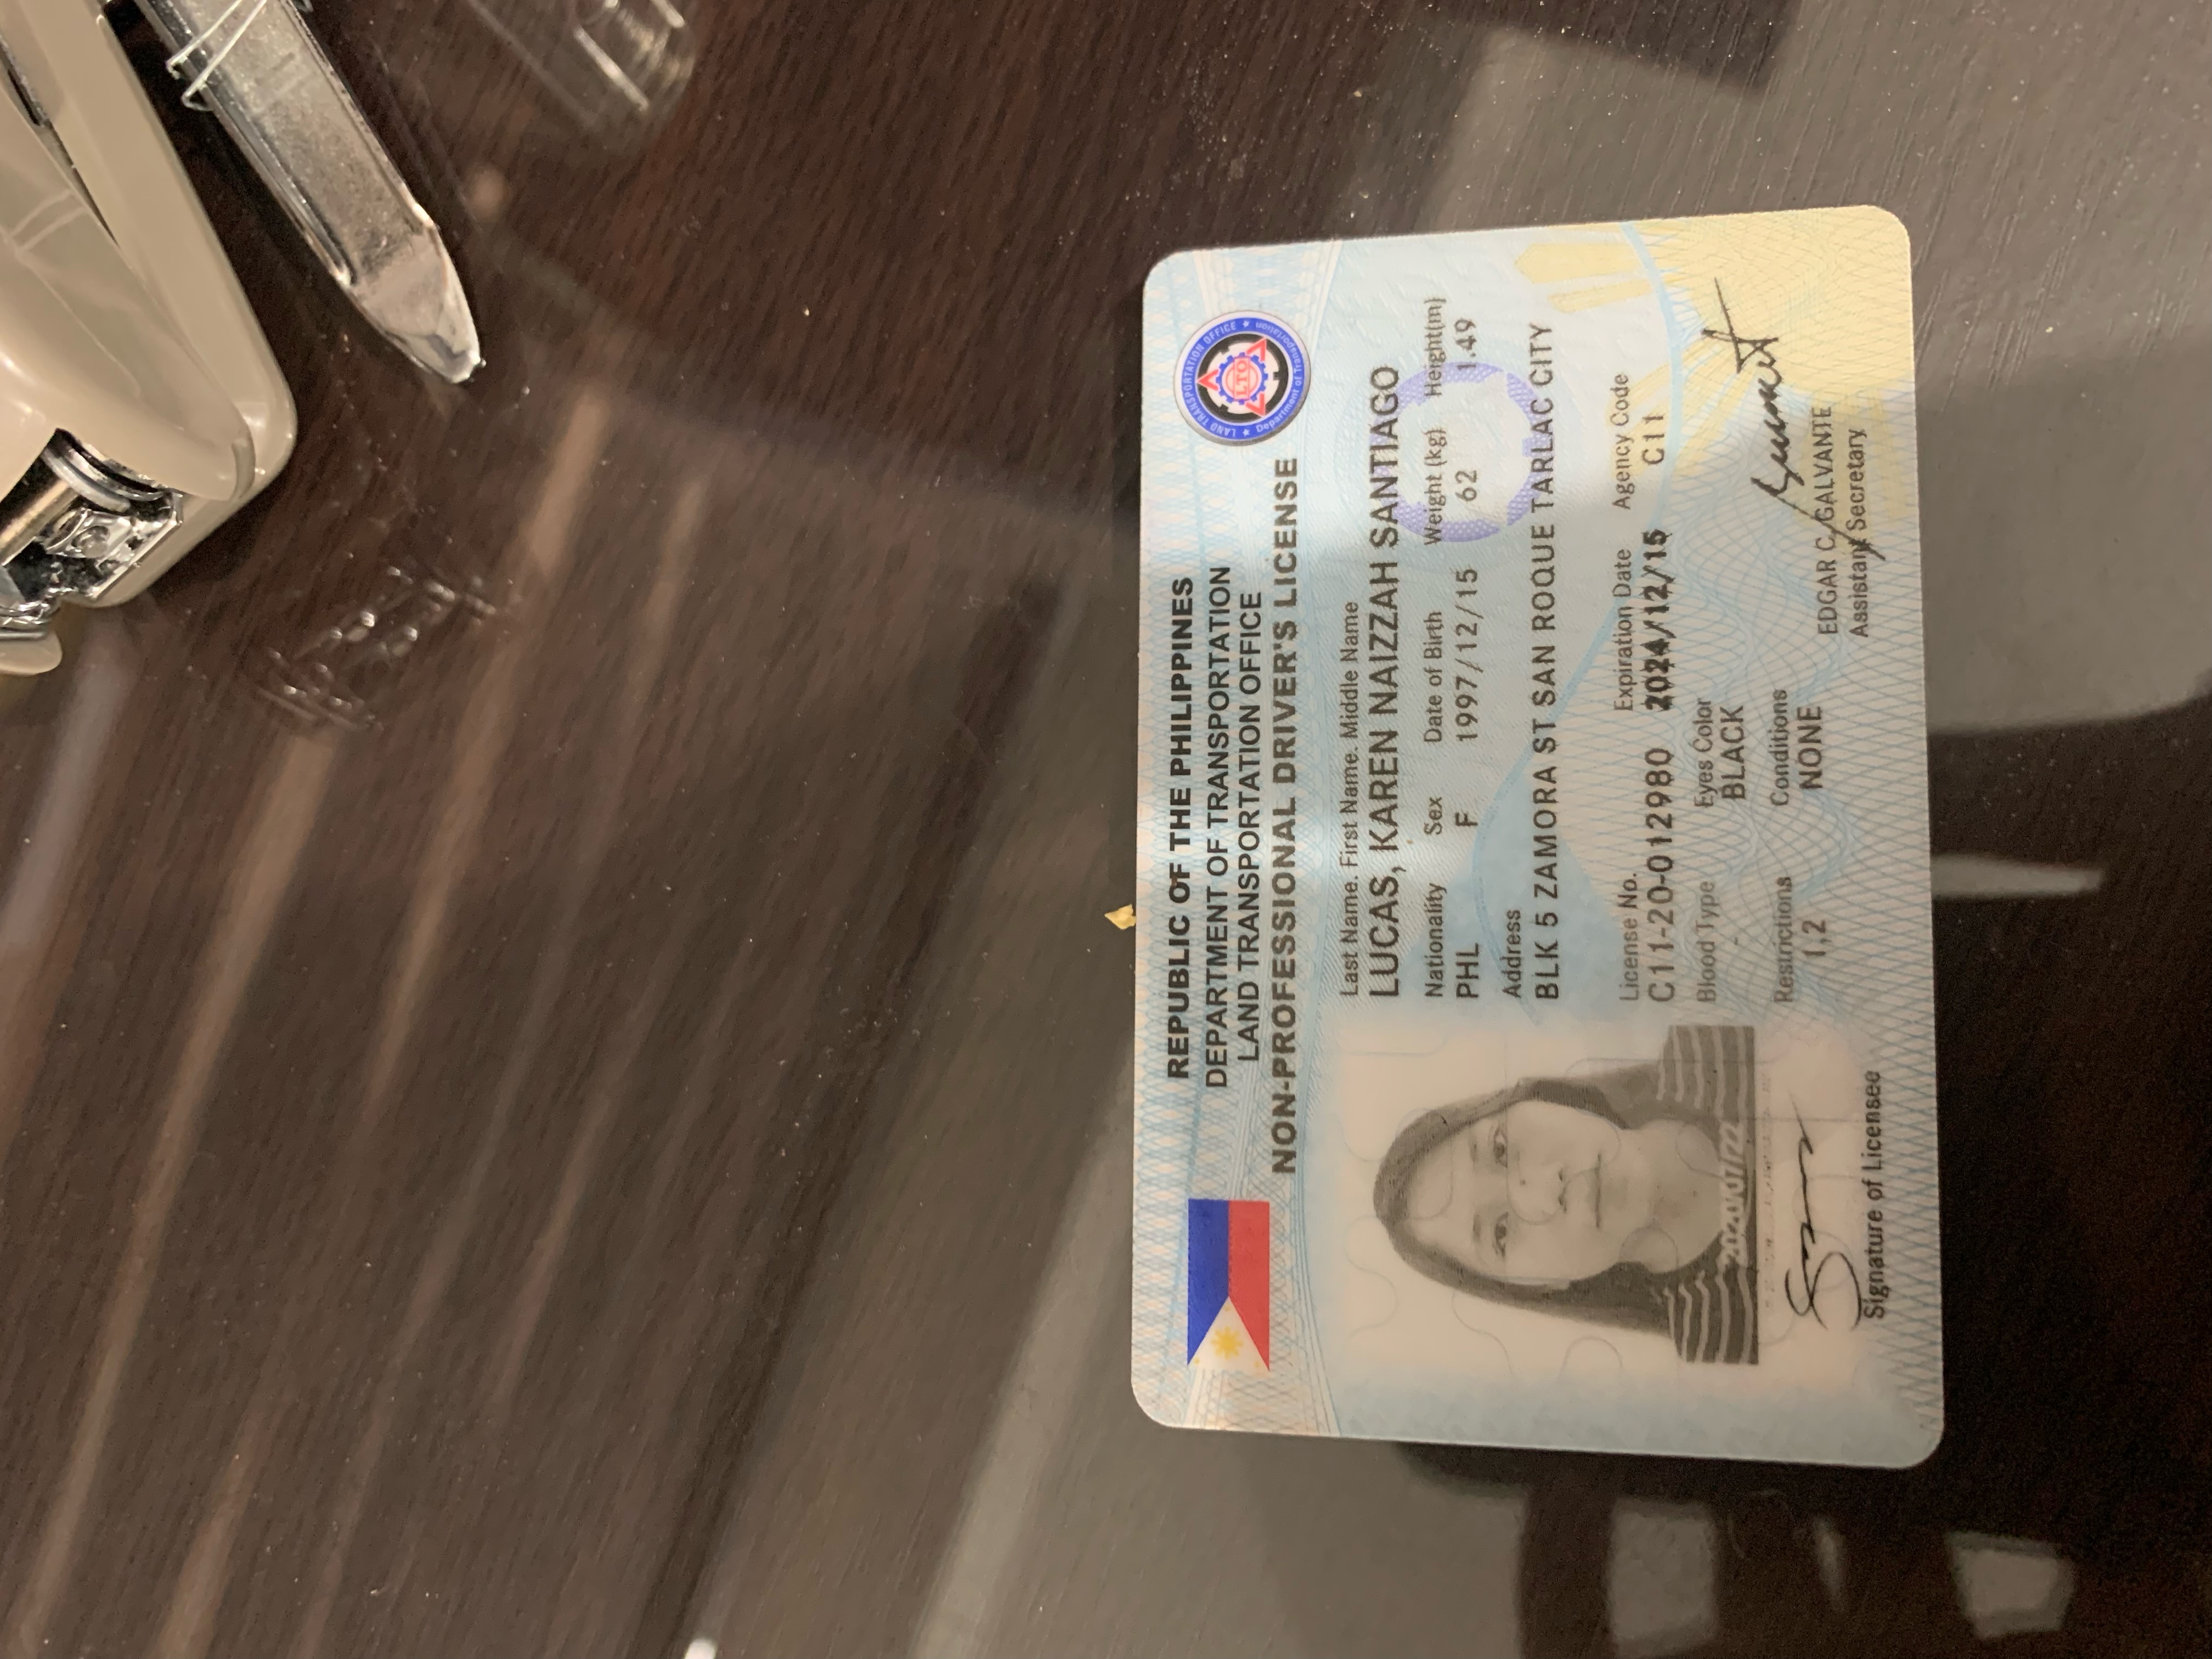 REPUBLIC OF THE PHILIPPINES
DEPARTMENT OF TRANSPORTATION
LAND TRANSPORTATION OFFICE
NON-PROFESSIONAL DRIVER'S LICENSE
LAND TRANSPORTATION OFFICE
LTO
Department of Transportation
Last Name, First Name, Middle Name
LUCAS, KAREN NAIZZAH SANTIAGO
Nationality Sex Date of Birth Weight (kg) Height(m)
PHL F 1997/12/15 62 1.49
Address
BLK 5 ZAMORA ST SAN ROQUE TARLAC CITY
License No. Expiration Date Agency Code
C11-20-012980 2024/12/15 C11
Blood Type Eyes Color
- BLACK
Restrictions Conditions
1,2 NONE
2020/07/22
Signature of Licensee
EDGAR C. GALVANTE
Assistant Secretary